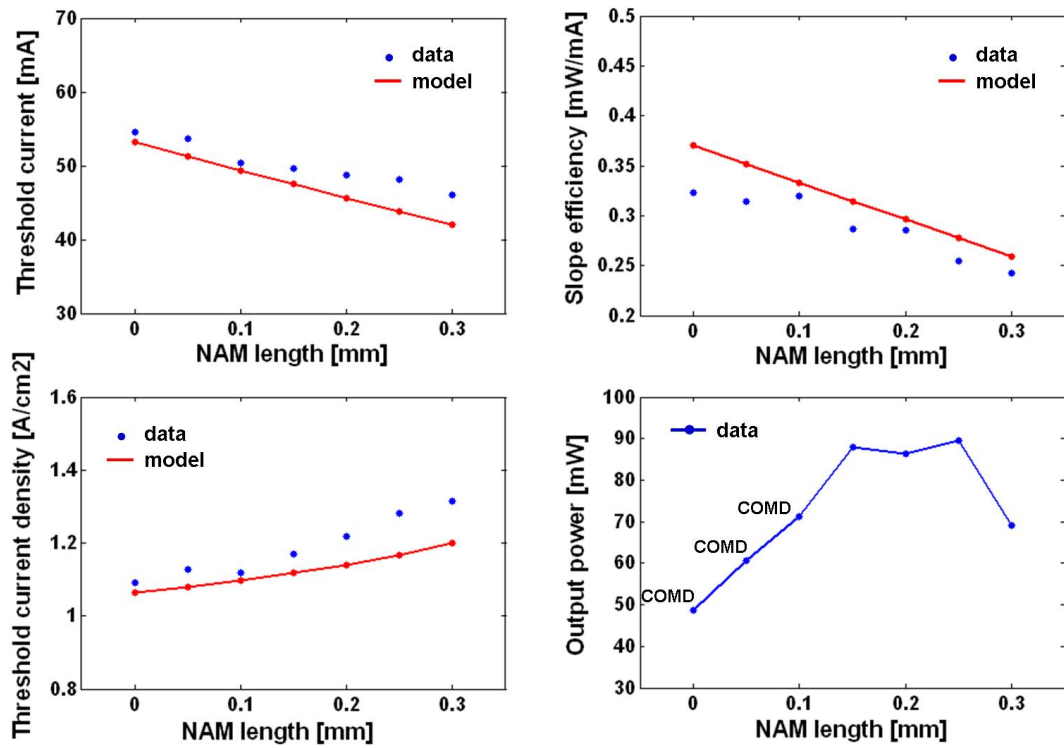 Threshold current [mA]
70
60
50
40
30
data
model
0
0.1
0.2
0.3
NAM length [mm]
Slope efficiency [mW/mA]
0.5
0.45
0.4
0.35
0.3
0.25
0.2
data
model
0
0.1
0.2
0.3
NAM length [mm]
Threshold current density [A/cm2]
1.6
1.4
1.2
1
0.8
data
model
0
0.1
0.2
0.3
NAM length [mm]
Output power [mW]
100
90
80
70
60
50
40
30
data
COMD
COMD
COMD
0
0.1
0.2
0.3
NAM length [mm]